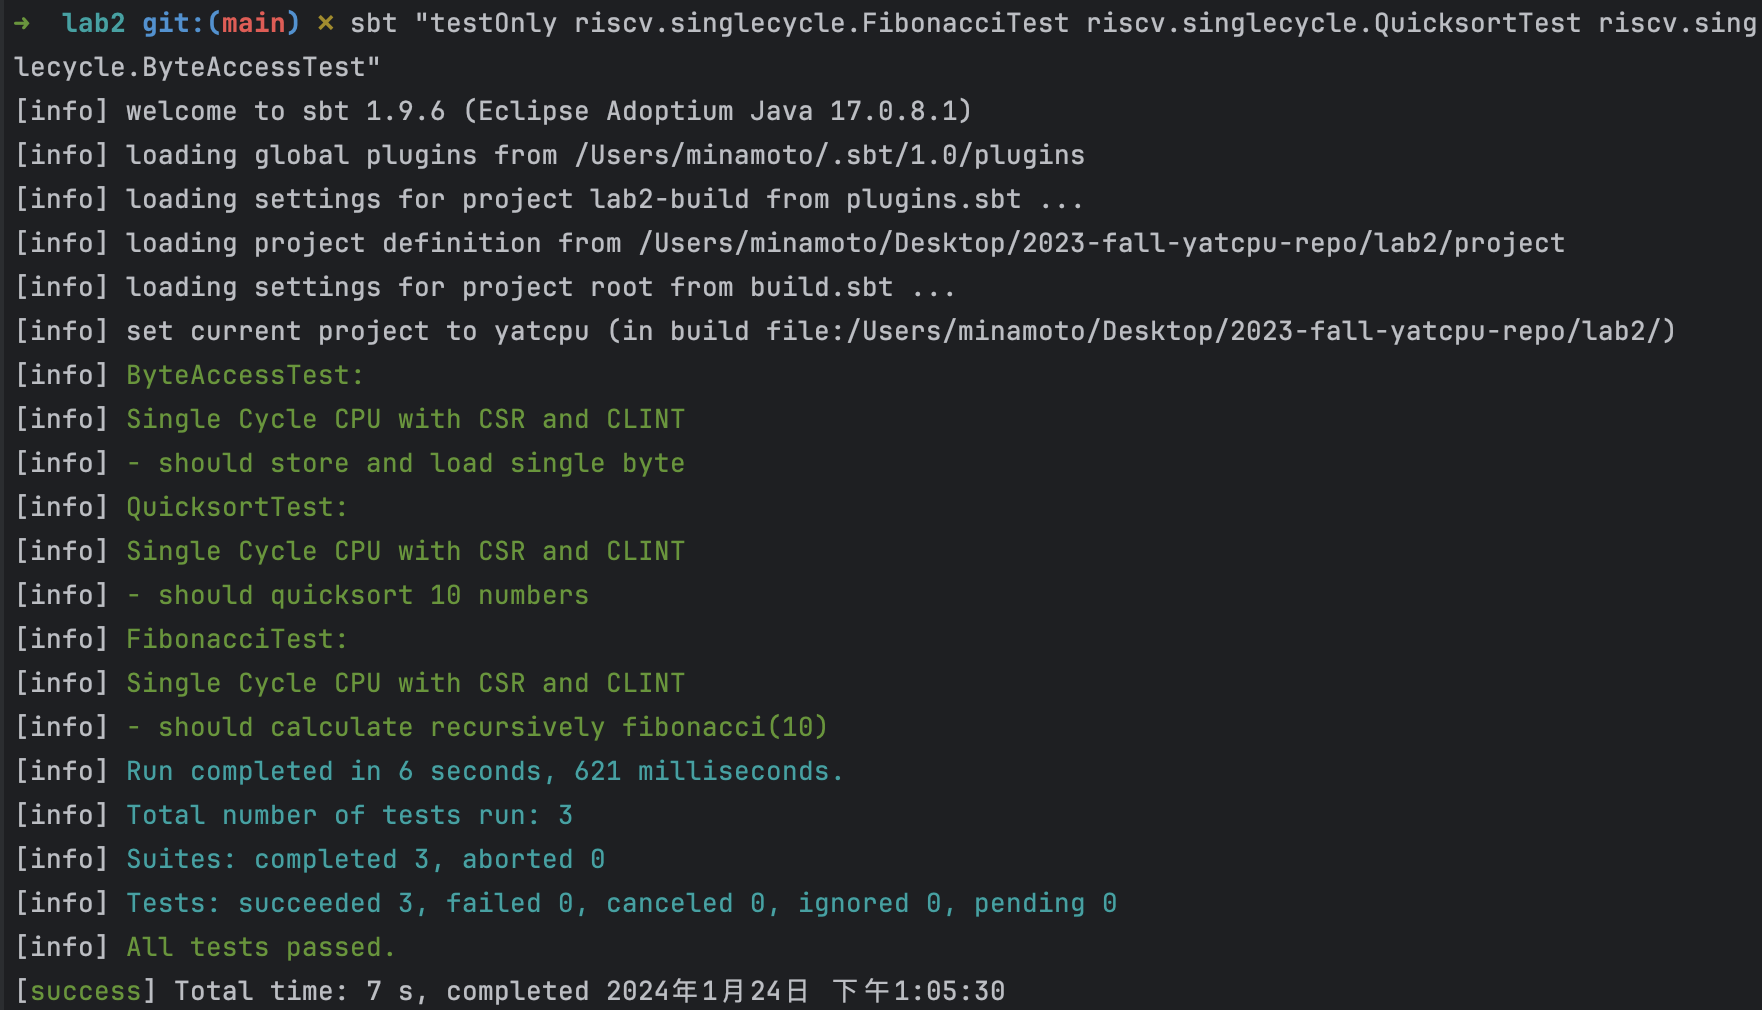 ➜  lab2 git:(main) ✗ sbt "testOnly riscv.singlecycle.FibonacciTest riscv.singlecycle.QuicksortTest riscv.sing
lecycle.ByteAccessTest"
[info] welcome to sbt 1.9.6 (Eclipse Adoptium Java 17.0.8.1)
[info] loading global plugins from /Users/minamoto/.sbt/1.0/plugins
[info] loading settings for project lab2-build from plugins.sbt ...
[info] loading project definition from /Users/minamoto/Desktop/2023-fall-yatcpu-repo/lab2/project
[info] loading settings for project root from build.sbt ...
[info] set current project to yatcpu (in build file:/Users/minamoto/Desktop/2023-fall-yatcpu-repo/lab2/)
[info] ByteAccessTest:
[info] Single Cycle CPU with CSR and CLINT
[info] - should store and load single byte
[info] QuicksortTest:
[info] Single Cycle CPU with CSR and CLINT
[info] - should quicksort 10 numbers
[info] FibonacciTest:
[info] Single Cycle CPU with CSR and CLINT
[info] - should calculate recursively fibonacci(10)
[info] Run completed in 6 seconds, 621 milliseconds.
[info] Total number of tests run: 3
[info] Suites: completed 3, aborted 0
[info] Tests: succeeded 3, failed 0, canceled 0, ignored 0, pending 0
[info] All tests passed.
[success] Total time: 7 s, completed 2024年1月24日 下午1:05:30